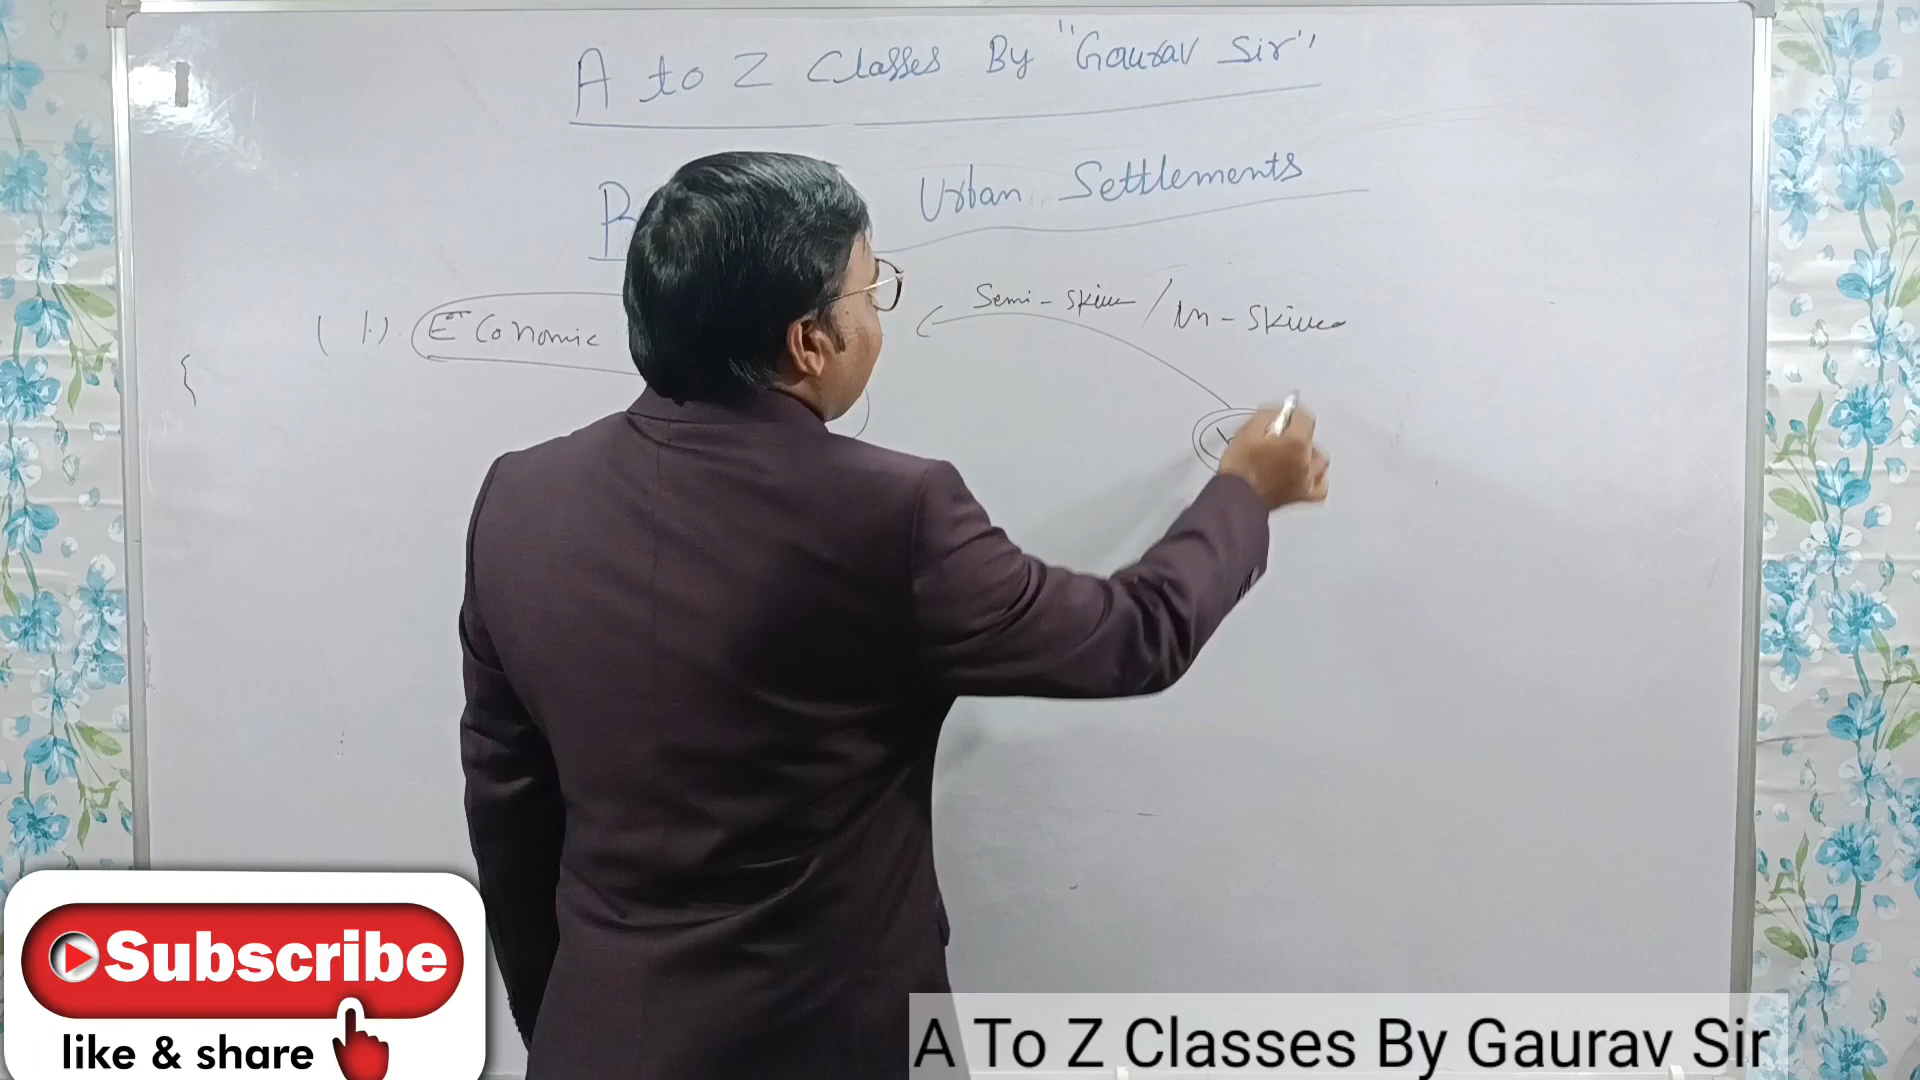 A to Z Classes By "Gaurav Sir"
Urban Settlements
(1). Economic
Semi-skill / Un-skilled
Subscribe
like & share
A To Z Classes By Gaurav Sir